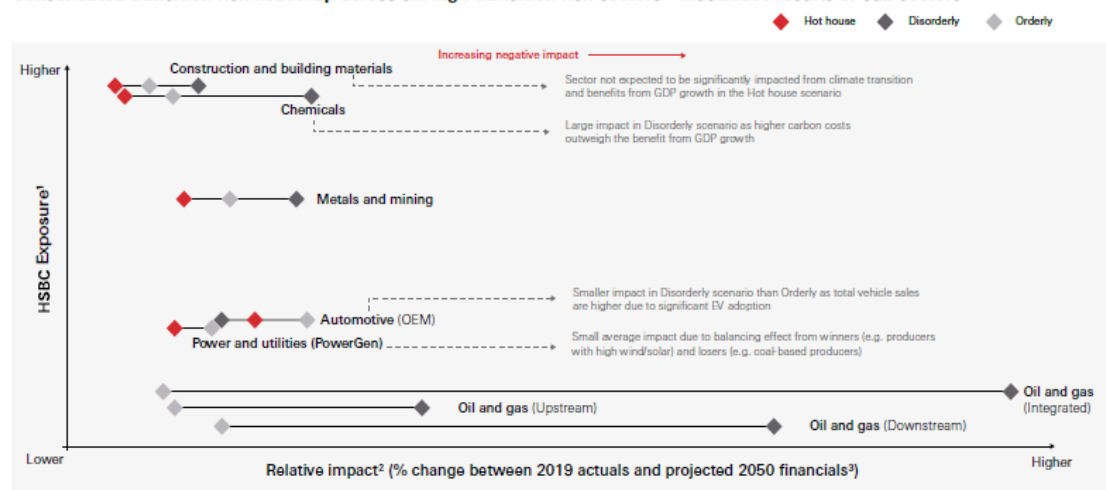 Hot house
Disorderly
Orderly
Increasing negative impact
Higher
Construction and building materials
Sector not expected to be significantly impacted from climate transition
and benefits from GDP growth in the Hot house scenario
Chemicals
Large impact in Disorderly scenario as higher carbon costs
outweigh the benefit from GDP growth
Metals and mining
HSBC Exposure¹
Smaller impact in Disorderly scenario than Orderly as total vehicle sales
are higher due to significant EV adoption
Automotive (OEM)
Power and utilities (PowerGen)
Small average impact due to balancing effect from winners (e.g. producers
with high wind/solar) and losers (e.g. coal-based producers)
Oil and gas
(Integrated)
Oil and gas (Upstream)
Oil and gas (Downstream)
Lower
Relative impact² (% change between 2019 actuals and projected 2050 financials³)
Higher